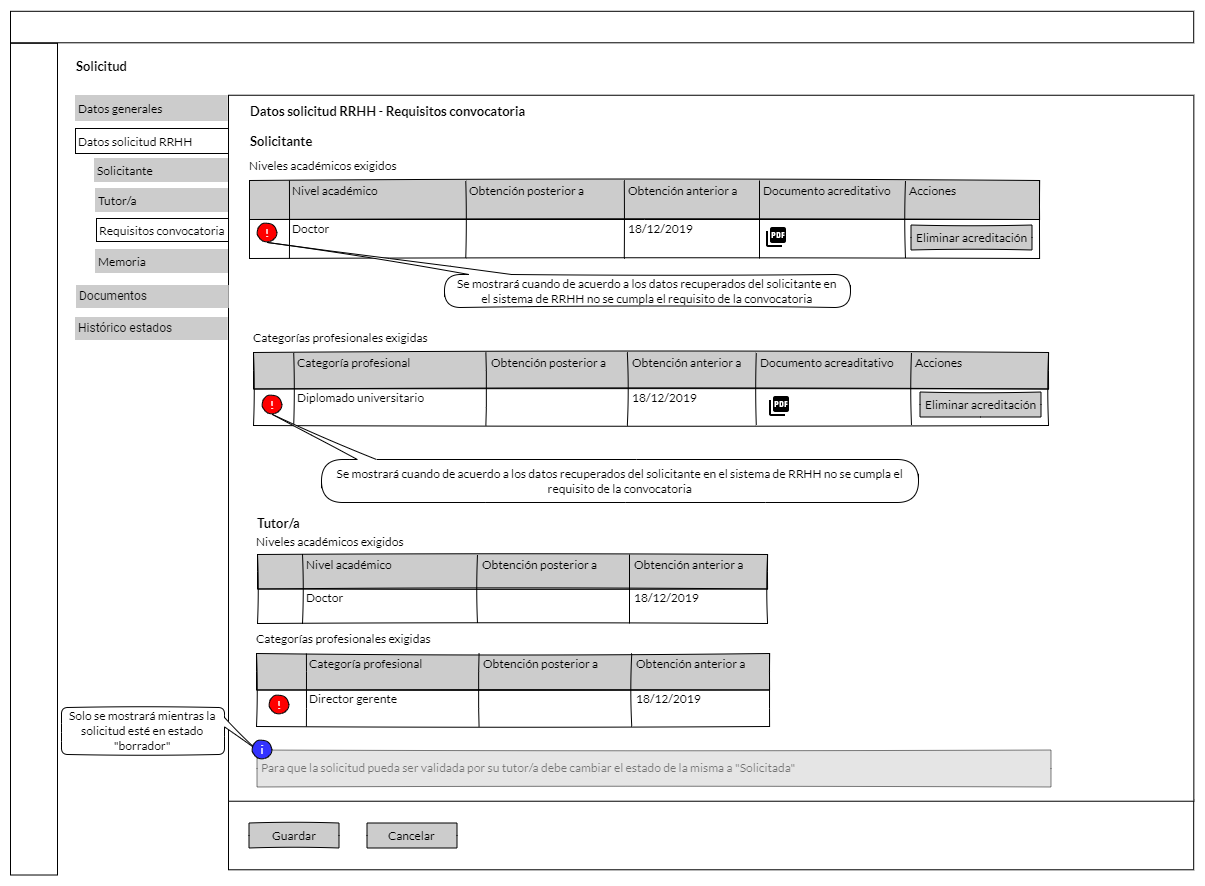 Solicitud
Datos generales
Datos solicitud RRHH
Solicitante
Tutor/a
Requisitos convocatoria
Memoria
Documentos
Histórico estados
Datos solicitud RRHH - Requisitos convocatoria
Solicitante
Niveles académicos exigidos
Nivel académico Obtención posterior a Obtención anterior a Documento acreditativo Acciones
! Doctor 18/12/2019 PDF Eliminar acreditación
Se mostrará cuando de acuerdo a los datos recuperados del solicitante en
el sistema de RRHH no se cumpla el requisito de la convocatoria
Categorías profesionales exigidas
Categoría profesional Obtención posterior a Obtención anterior a Documento acreaditativo Acciones
! Diplomado universitario 18/12/2019 PDF Eliminar acreditación
Se mostrará cuando de acuerdo a los datos recuperados del solicitante en el sistema de RRHH no se cumpla el
requisito de la convocatoria
Tutor/a
Niveles académicos exigidos
Nivel académico Obtención posterior a Obtención anterior a
Doctor 18/12/2019
Categorías profesionales exigidas
Categoría profesional Obtención posterior a Obtención anterior a
! Director gerente 18/12/2019
Solo se mostrará mientras la
solicitud esté en estado
"borrador"
i
Para que la solicitud pueda ser validada por su tutor/a debe cambiar el estado de la misma a "Solicitada"
Guardar Cancelar